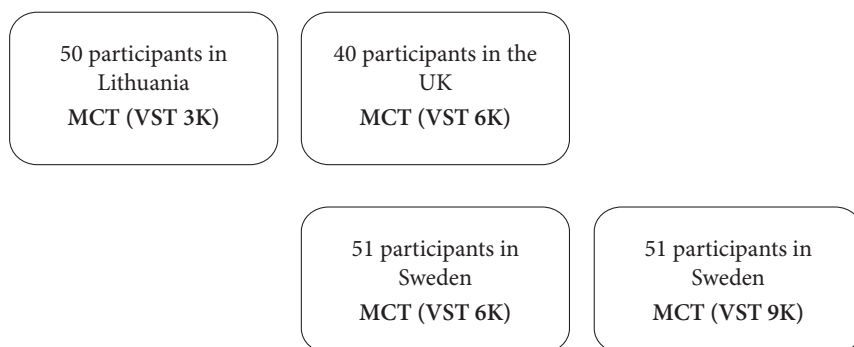 50 participants in
Lithuania
MCT (VST 3K)
40 participants in the
UK
MCT (VST 6K)
51 participants in
Sweden
MCT (VST 6K)
51 participants in
Sweden
MCT (VST 9K)